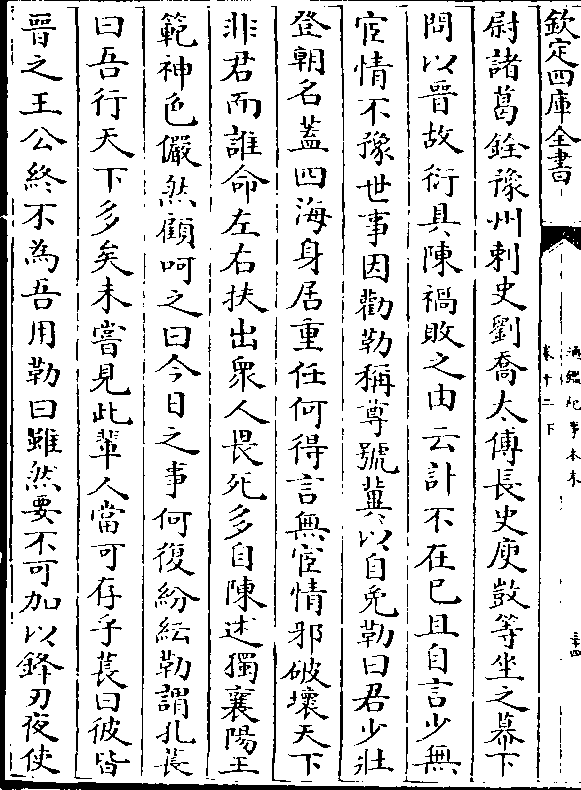 欽定四庫全書
通鑑紀事本末
卷十二下
三十四
尉諸葛銓豫州刺史劉喬太傅長史庾鼓等坐之幕下
問以晉故衍具陳禍敗之由云計不在已且自言少無
宦情不豫世事因勸勒稱尊號冀以自免勒曰君少壯
登朝名蓋四海身居重任何得言無宦情邪破壞天下
非君而誰命左右扶出衆人畏死多自陳述獨襄陽王
範神色儼然顧呵之曰今日之事何復紛紜勒謂孔萇
曰吾行天下多矣未嘗見此輩人當可存乎萇曰彼皆
晉之王公終不為吾用勒曰雖然要不可加以鋒刃夜使